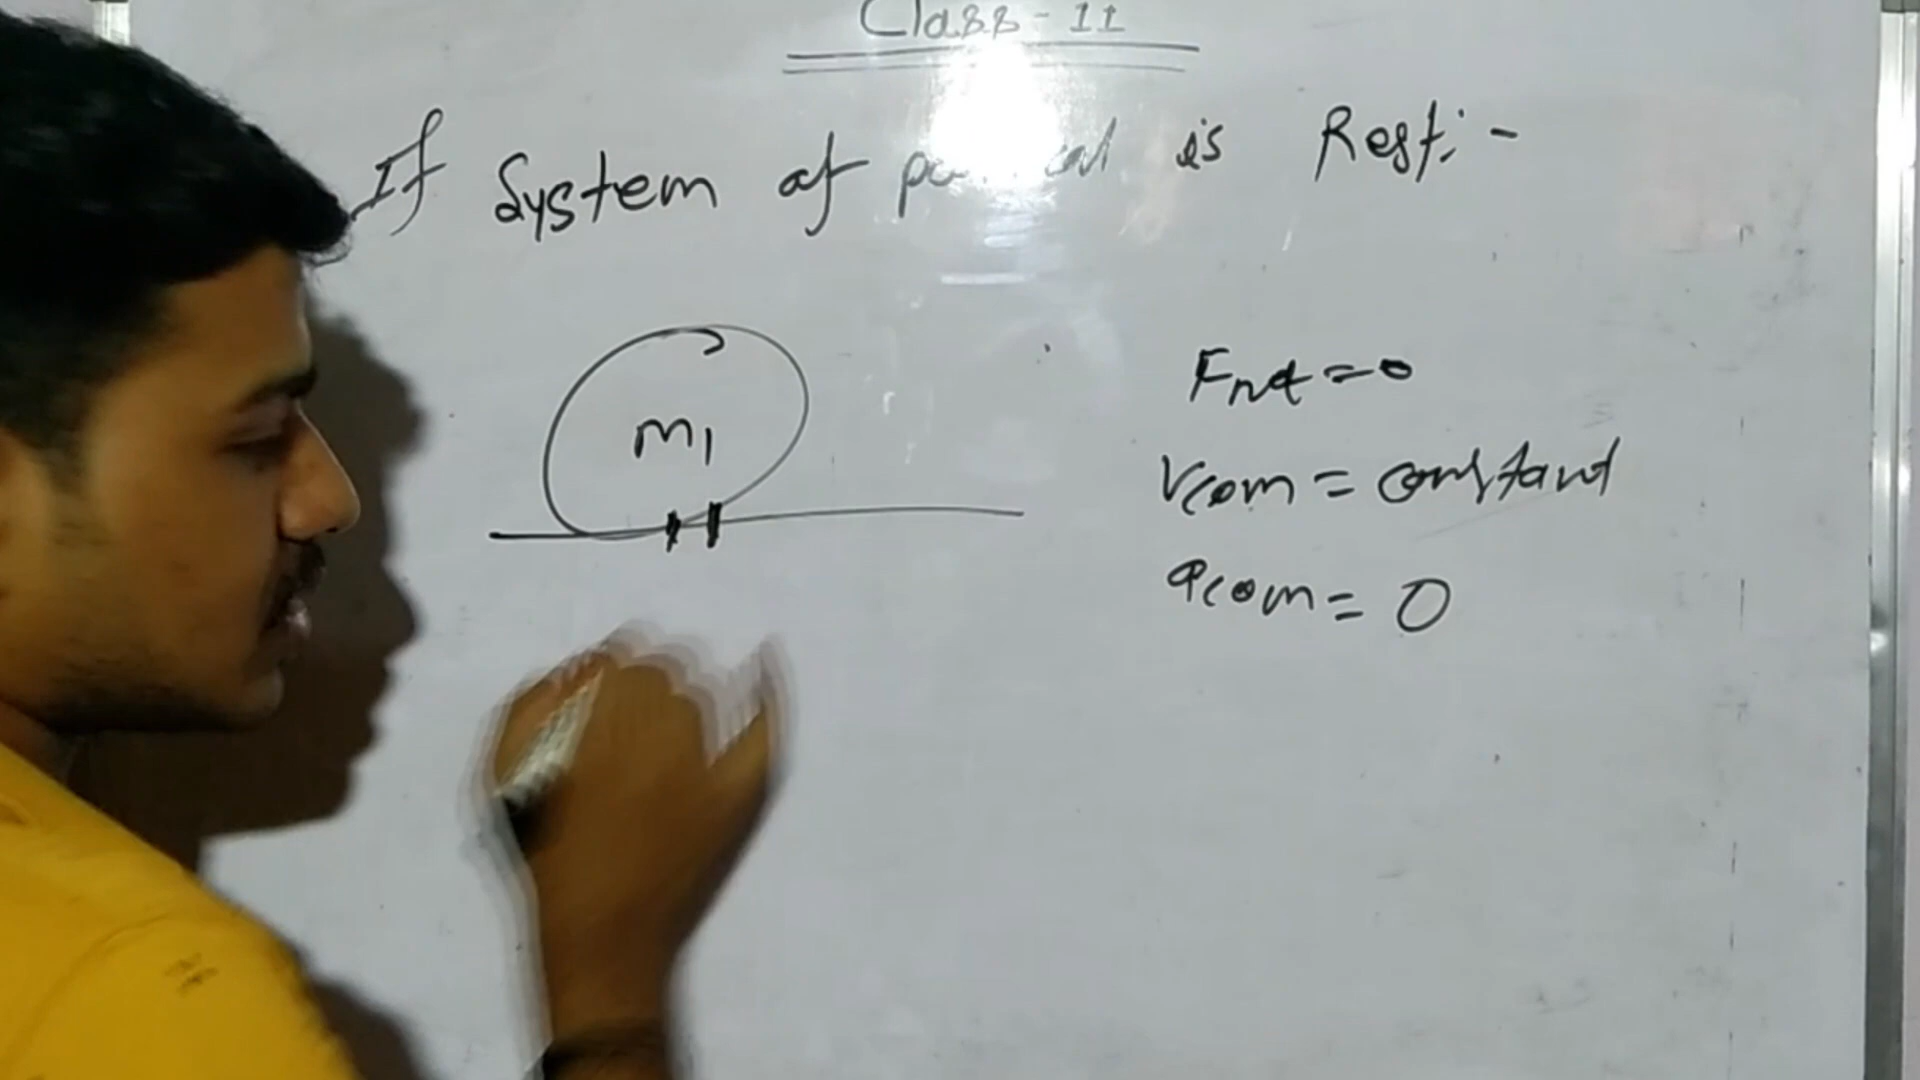 Class - 11
If System of is Rest :-
m1
Fnet = 0
Vcom = constant
acom = 0